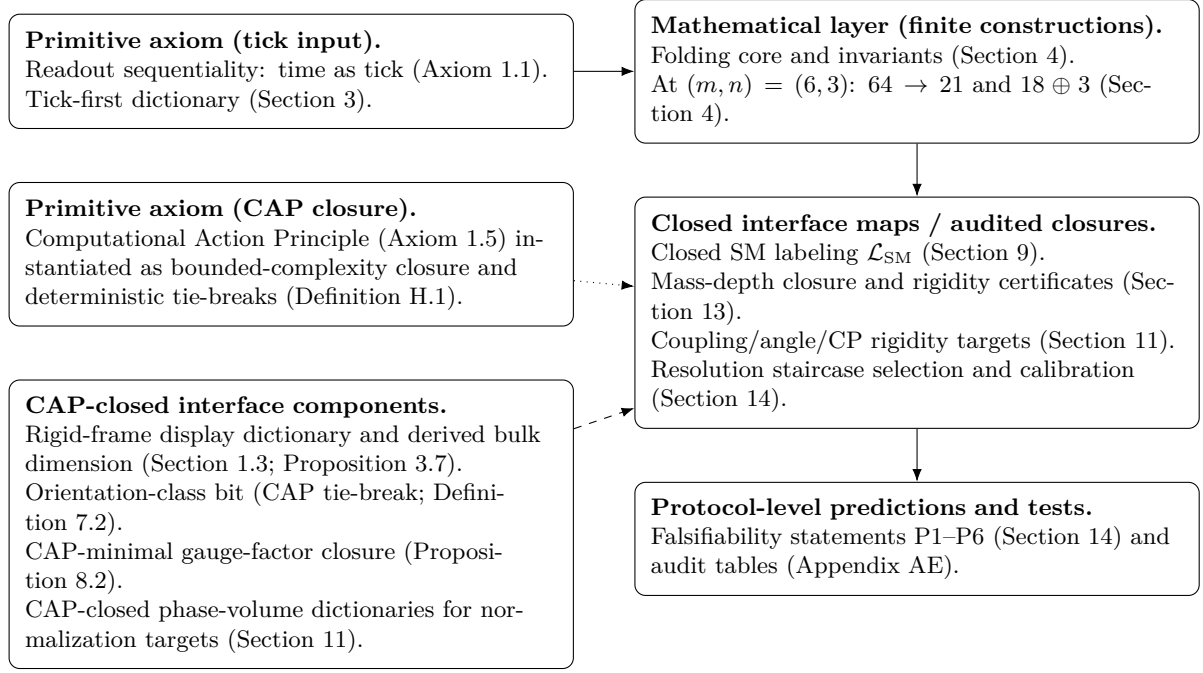 Primitive axiom (tick input).
Readout sequentiality: time as tick (Axiom 1.1).
Tick-first dictionary (Section 3).
Mathematical layer (finite constructions).
Folding core and invariants (Section 4).
At (m, n) = (6, 3): 64 → 21 and 18 ⊕ 3 (Sec-
tion 4).
Primitive axiom (CAP closure).
Computational Action Principle (Axiom 1.5) in-
stantiated as bounded-complexity closure and
deterministic tie-breaks (Definition H.1).
Closed interface maps / audited closures.
Closed SM labeling 𝓛SM (Section 9).
Mass-depth closure and rigidity certificates (Sec-
tion 13).
Coupling/angle/CP rigidity targets (Section 11).
Resolution staircase selection and calibration
(Section 14).
CAP-closed interface components.
Rigid-frame display dictionary and derived bulk
dimension (Section 1.3; Proposition 3.7).
Orientation-class bit (CAP tie-break; Defini-
tion 7.2).
CAP-minimal gauge-factor closure (Proposi-
tion 8.2).
CAP-closed phase-volume dictionaries for nor-
malization targets (Section 11).
Protocol-level predictions and tests.
Falsifiability statements P1–P6 (Section 14) and
audit tables (Appendix AE).